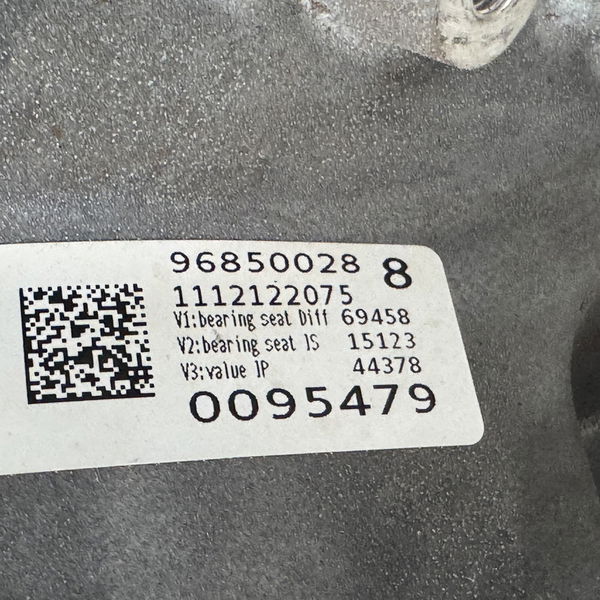 96850028 8
1112122075
V1:bearing seat Diff 69458
V2:bearing seat IS 15123
V3:value IP 44378
0095479